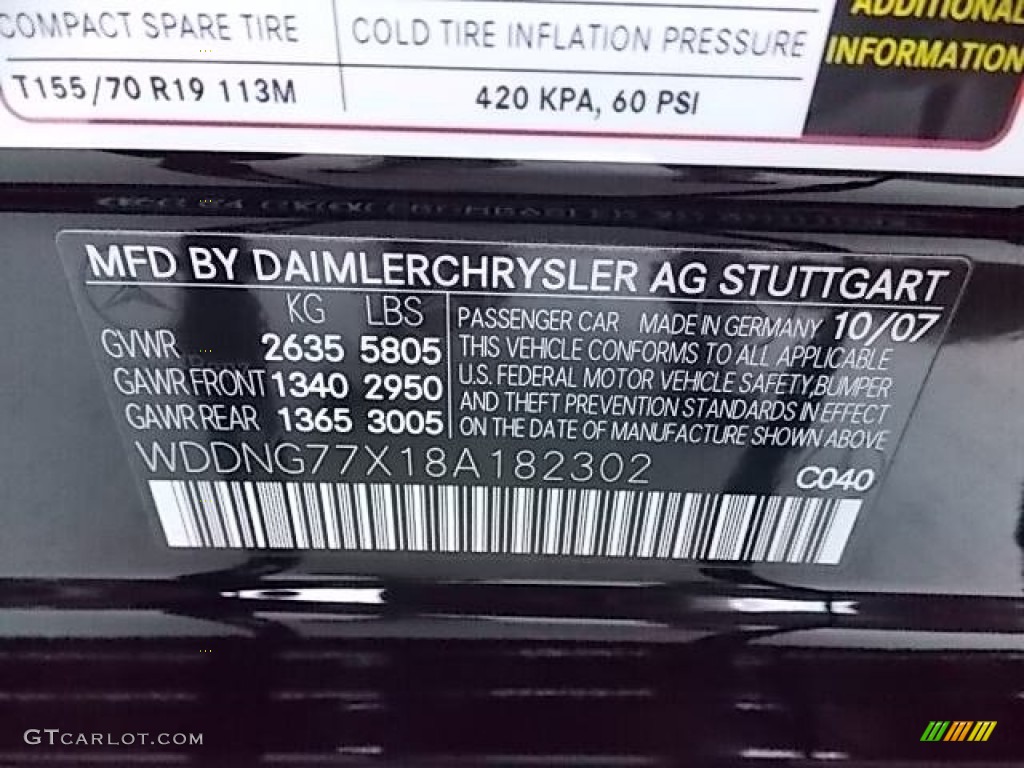 COMPACT SPARE TIRE COLD TIRE INFLATION PRESSURE ADDITIONAL
INFORMATION
T155/70 R19 113M 420 KPA, 60 PSI
MFD BY DAIMLERCHRYSLER AG STUTTGART
KG LBS
GVWR 2635 5805
GAWR FRONT 1340 2950
GAWR REAR 1365 3005
PASSENGER CAR MADE IN GERMANY 10/07
THIS VEHICLE CONFORMS TO ALL APPLICABLE
U.S. FEDERAL MOTOR VEHICLE SAFETY, BUMPER
AND THEFT PREVENTION STANDARDS IN EFFECT
ON THE DATE OF MANUFACTURE SHOWN ABOVE
WDDNG77X18A182302 C040
GTCARLOT.COM